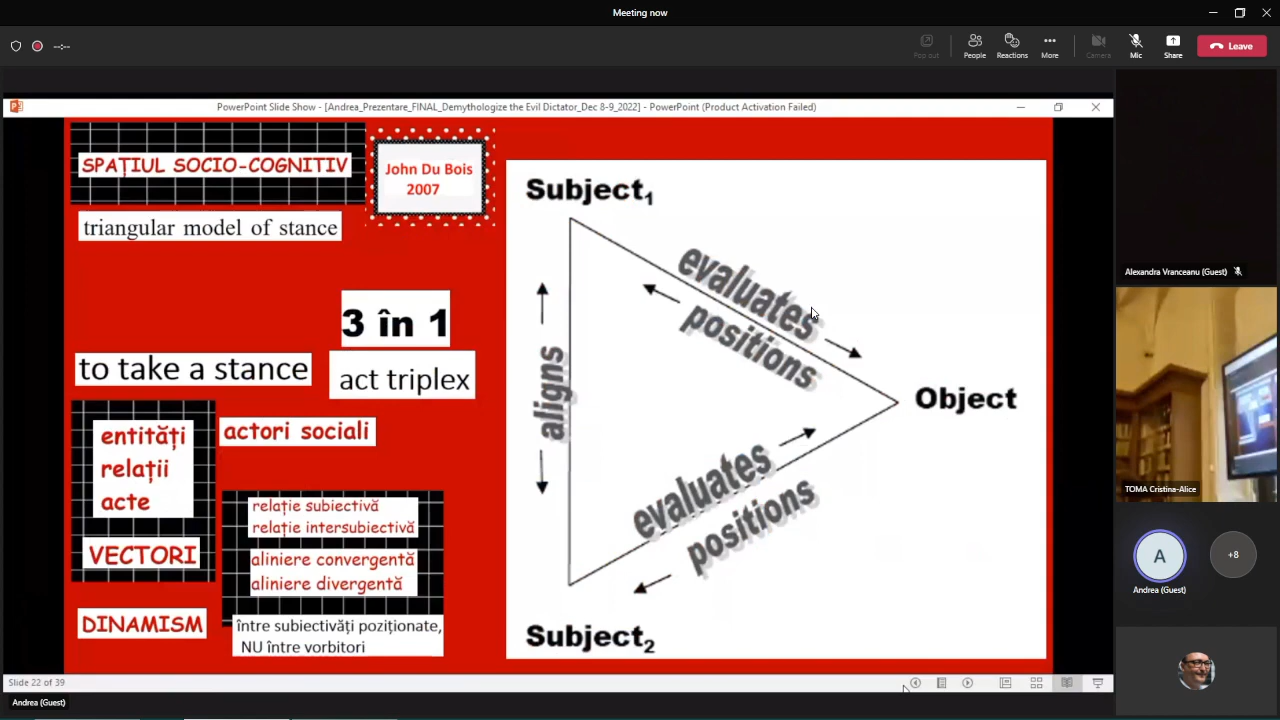 Meeting now
--:--
Pop out
People
Reactions
More
Camera
Mic
Share
Leave
PowerPoint Slide Show - [Andrea_Prezentare_FINAL_Demythologize the Evil Dictator_Dec 8-9_2022] - PowerPoint (Product Activation Failed)
SPAȚIUL SOCIO-COGNITIV
John Du Bois
2007
triangular model of stance
3 în 1
to take a stance
act triplex
entități
relații
acte
actori sociali
relație subiectivă
relație intersubiectivă
VECTORI
aliniere convergentă
aliniere divergentă
DINAMISM
între subiectivăți poziționate,
NU între vorbitori
Subject1
evaluates
positions
aligns
Object
evaluates
positions
Subject2
Slide 22 of 39
Andrea (Guest)
Alexandra Vranceanu (Guest)
TOMA Cristina-Alice
A
+8
Andrea (Guest)